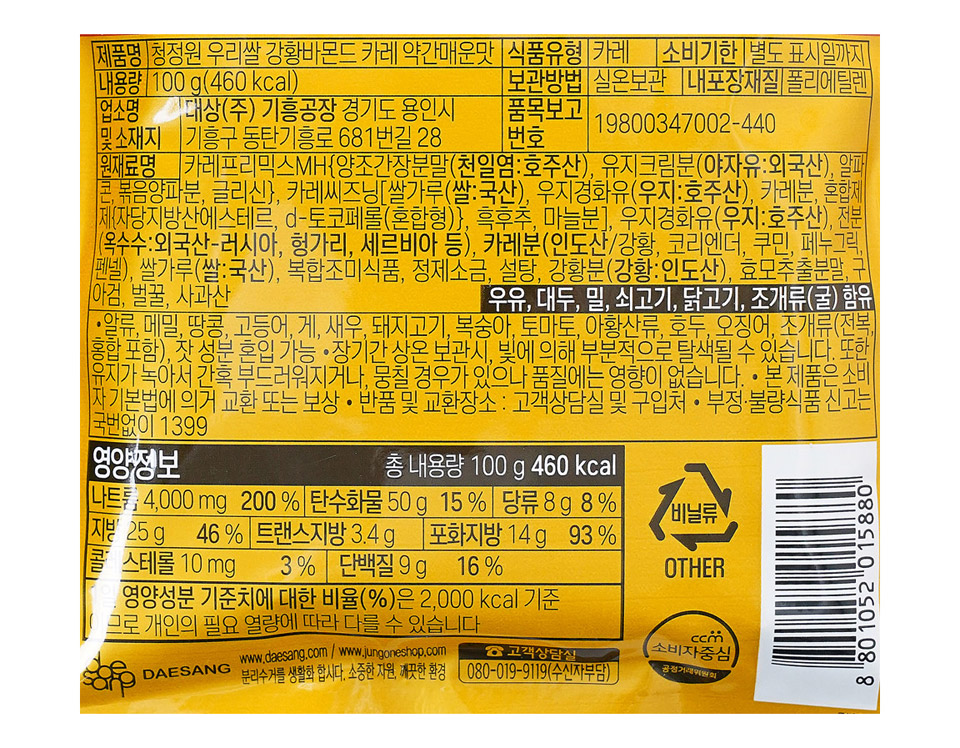 제품명 청정원 우리쌀 강황바몬드 카레 약간매운맛 식품유형 카레 소비기한 별도 표시일까지
내용량 100 g(460 kcal) 보관방법 실온보관 내포장재질 폴리에틸렌
업소명 및 소재지 대상(주) 기흥공장 경기도 용인시 기흥구 동탄기흥로 681번길 28 품목보고번호 19800347002-440
원재료명 카레프리믹스MH{양조간장분말(천일염:호주산), 유지크림분(야자유:외국산), 알파
콘, 볶음양파분, 글리신}, 카레씨즈닝[쌀가루(쌀:국산), 우지경화유(우지:호주산), 카레분, 혼합제
제{자당지방산에스테르, d-토코페롤(혼합형)}, 흑후추, 마늘분], 우지경화유(우지:호주산), 전분
(옥수수:외국산-러시아, 헝가리, 세르비아 등), 카레분(인도산/강황, 코리엔더, 쿠민, 페누그릭,
펜넬), 쌀가루(쌀:국산), 복합조미식품, 정제소금, 설탕, 강황분(강황:인도산), 효모추출분말, 구
아검, 벌꿀, 사과산
우유, 대두, 밀, 쇠고기, 닭고기, 조개류(굴) 함유
•알류, 메밀, 땅콩, 고등어, 게, 새우, 돼지고기, 복숭아, 토마토, 아황산류, 호두, 오징어, 조개류(전복,
홍합 포함), 잣 성분 혼입 가능 •장기간 상온 보관시, 빛에 의해 부분적으로 탈색될 수 있습니다. 또한
유지가 녹아서 간혹 부드러워지거나, 뭉칠 경우가 있으나 품질에는 영향이 없습니다. • 본 제품은 소비
자기본법에 의거 교환 또는 보상 • 반품 및 교환장소 : 고객상담실 및 구입처 • 부정·불량식품 신고는
국번없이 1399
영양정보 총 내용량 100 g 460 kcal
나트륨 4,000 mg 200 % 탄수화물 50 g 15 % 당류 8 g 8 %
지방 25 g 46 % 트랜스지방 3.4 g 포화지방 14 g 93 %
콜레스테롤 10 mg 3 % 단백질 9 g 16 %
1일 영양성분 기준치에 대한 비율(%)은 2,000 kcal 기준
이므로 개인의 필요 열량에 따라 다를 수 있습니다
비닐류
OTHER
daesang DAESANG
www.daesang.com / www.jungoneshop.com
분리수거를 생활화 합시다. 소중한 자원, 깨끗한 환경
☎고객상담실
080-019-9119(수신자부담)
ccm
소비자중심
공정거래위원회
8 801052 015880